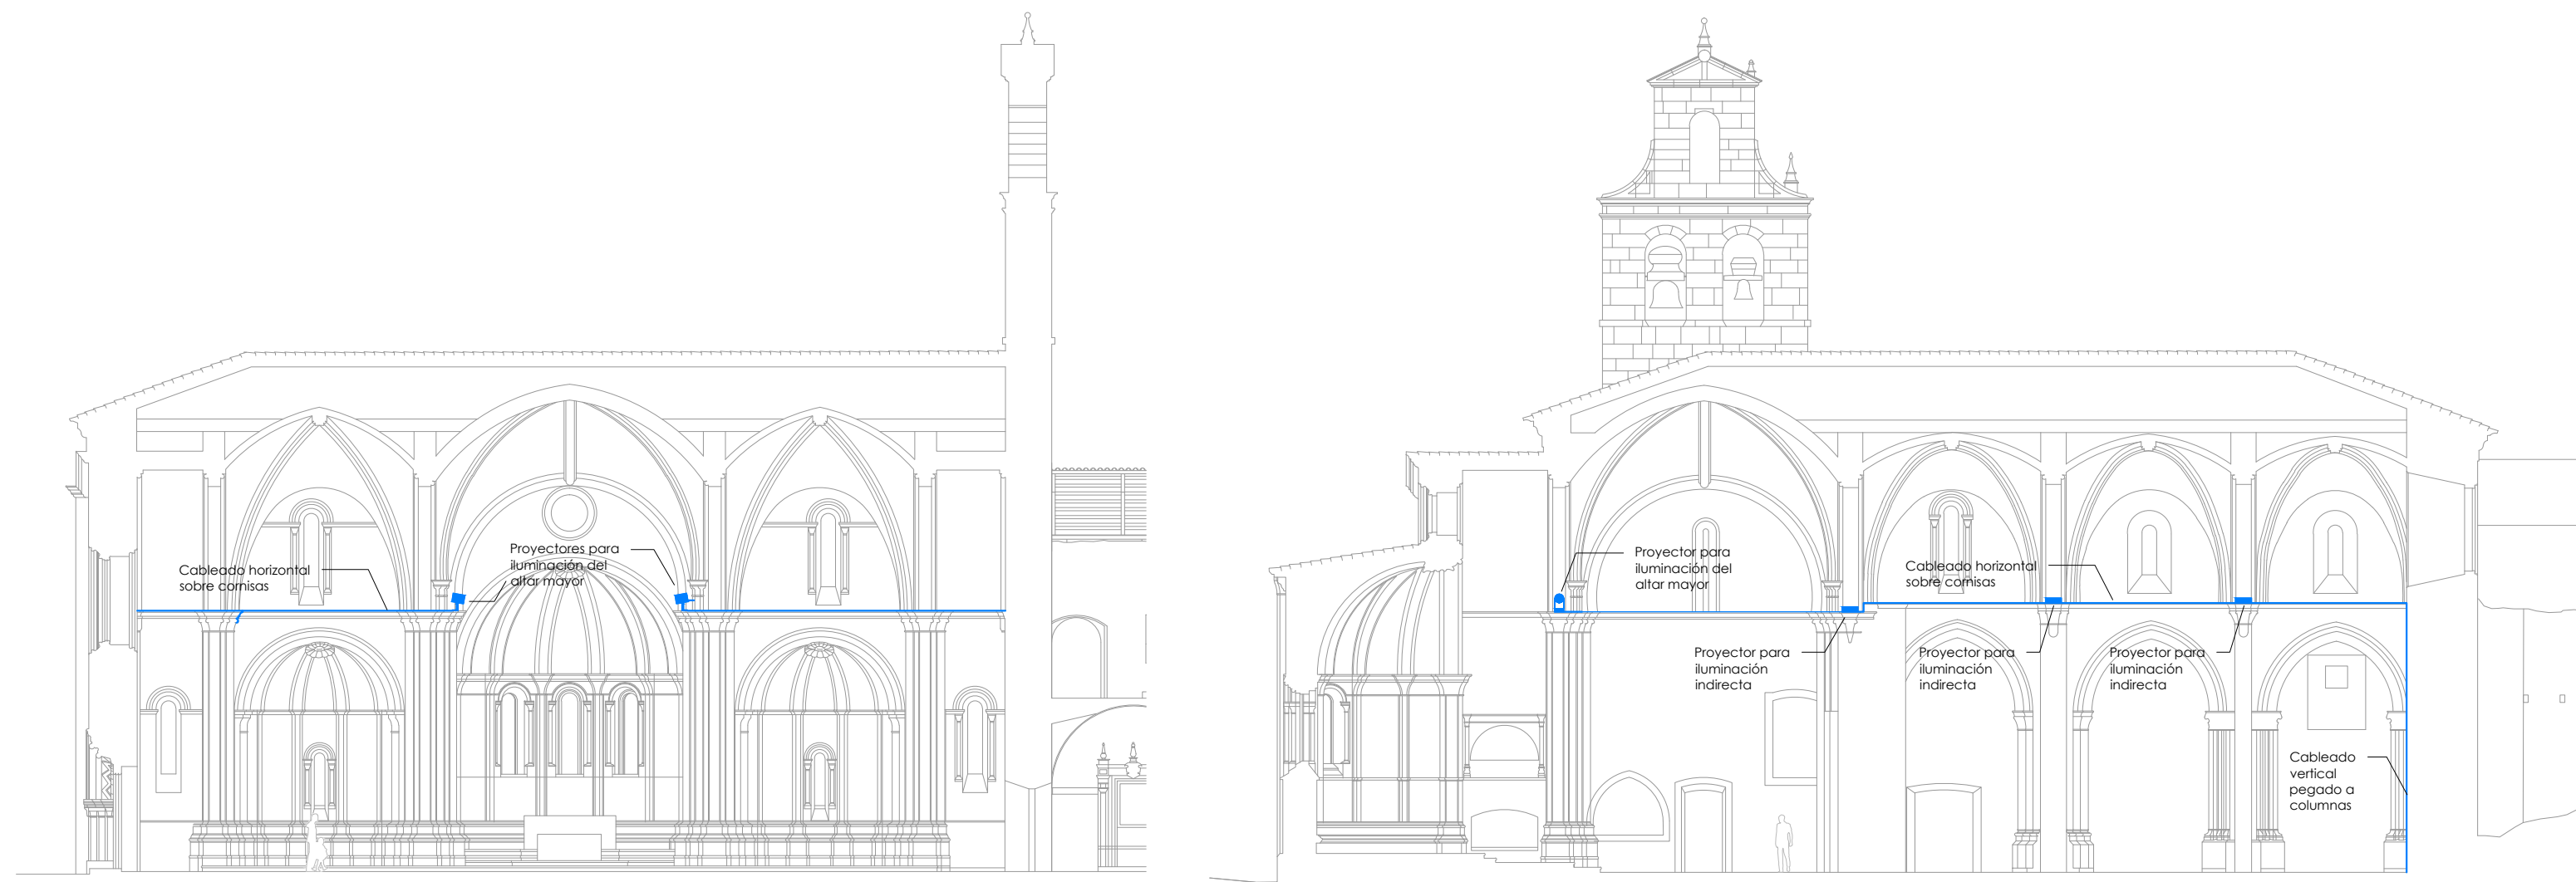 Cableado horizontal
sobre cornisas
Proyectores para
iluminación del
altar mayor
Proyector para
iluminación del
altar mayor
Cableado horizontal
sobre cornisas
Proyector para
iluminación
indirecta
Proyector para
iluminación
indirecta
Proyector para
iluminación
indirecta
Cableado
vertical
pegado a
columnas